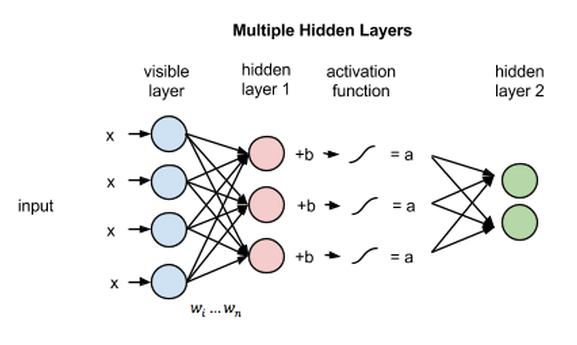 Multiple Hidden Layers
visible
layer
hidden
layer 1
activation
function
hidden
layer 2
input
x
x
x
x
+b
= a
+b
= a
+b
= a
wᵢ ...wₙ